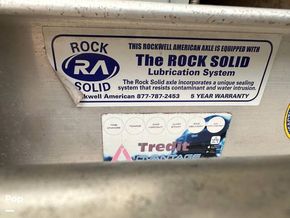 ROCK
RA
SOLID
THIS ROCKWELL AMERICAN AXLE IS EQUIPPED WITH
The ROCK SOLID
Lubrication System
The Rock Solid axle incorporates a unique sealing
system that resists contaminant and water intrusion.
ckwell American 877-787-2453 5 YEAR WARRANTY
Tredit
Pop